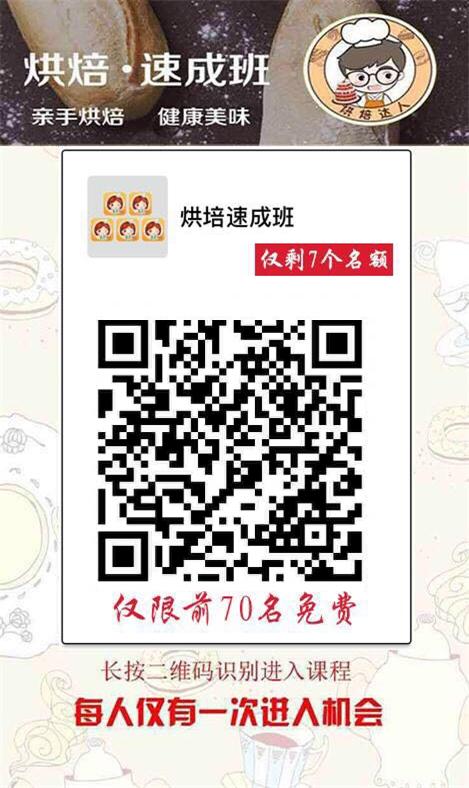 烘焙·速成班
亲手烘焙 健康美味
烘焙达人
烘培速成班
仅剩7个名额
仅限前70名免费
长按二维码识别进入课程
每人仅有一次进入机会